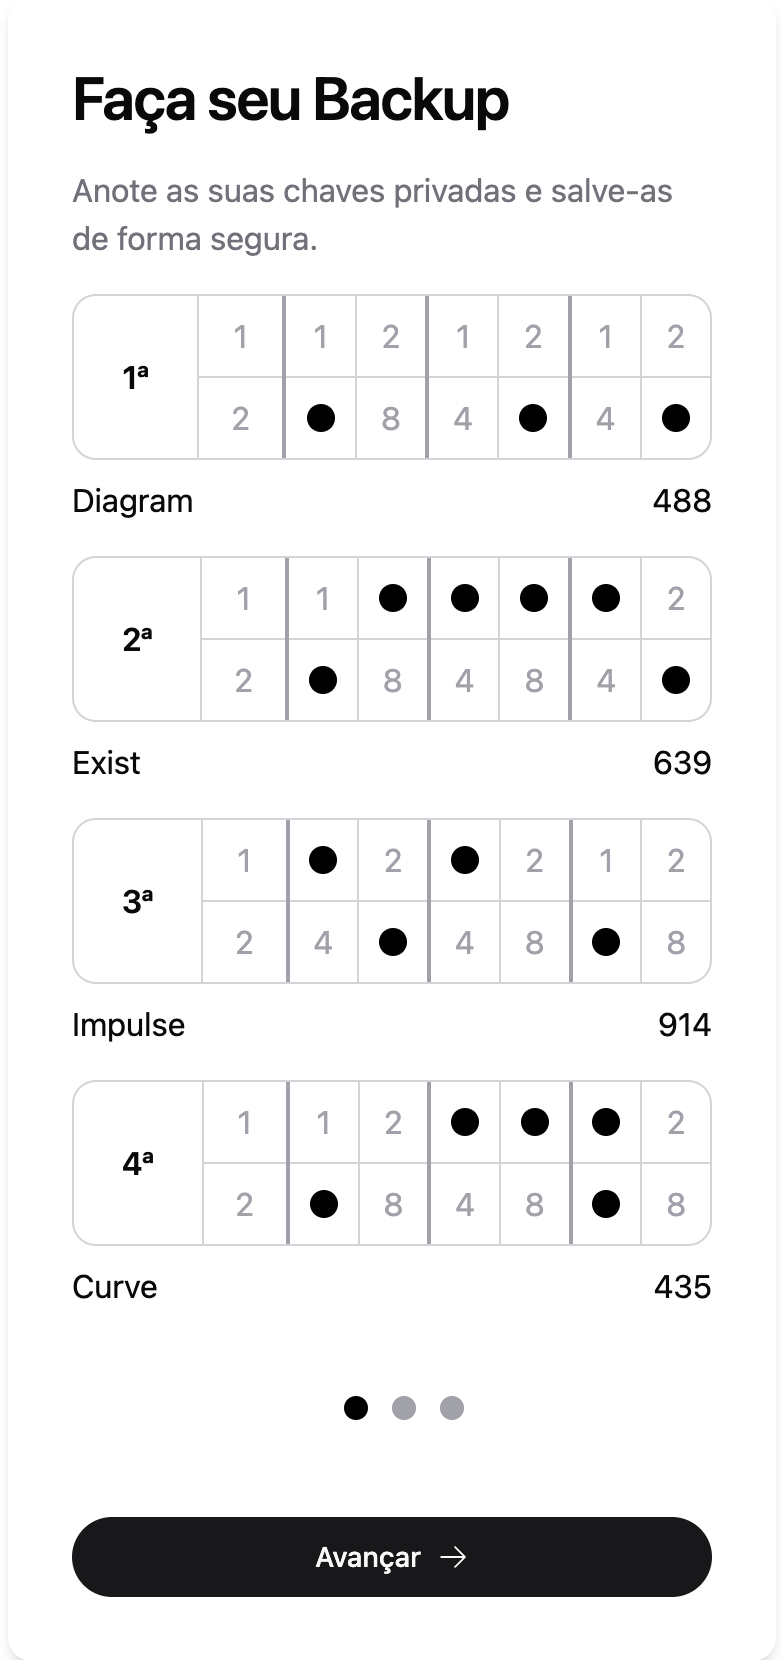 Faça seu Backup
Anote as suas chaves privadas e salve-as
de forma segura.
1ª
1 1 2 1 2 1 2
2 8 4 4
Diagram 488
2ª
1 1 2
2 8 4 8 4
Exist 639
3ª
1 2 2 1 2
2 4 4 8 8
Impulse 914
4ª
1 1 2 2
2 8 4 8 8
Curve 435
Avançar →